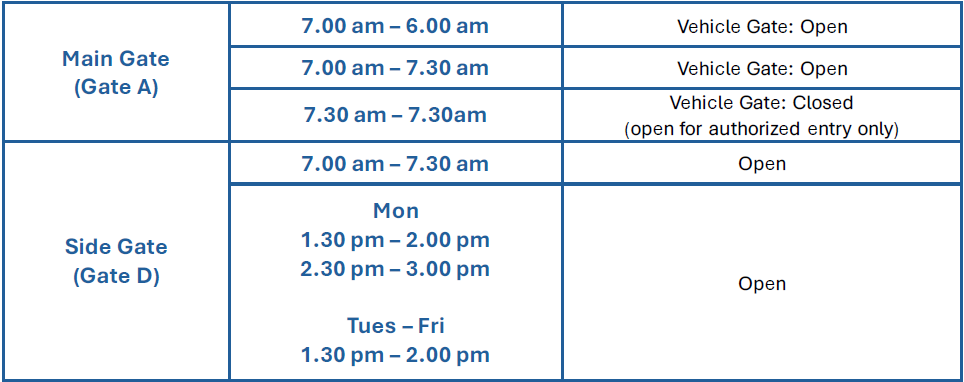 Main Gate
(Gate A)
7.00 am – 6.00 am
Vehicle Gate: Open
7.00 am – 7.30 am
Vehicle Gate: Open
7.30 am – 7.30am
Vehicle Gate: Closed
(open for authorized entry only)
Side Gate
(Gate D)
7.00 am – 7.30 am
Open
Mon
1.30 pm – 2.00 pm
2.30 pm – 3.00 pm
Tues – Fri
1.30 pm – 2.00 pm
Open